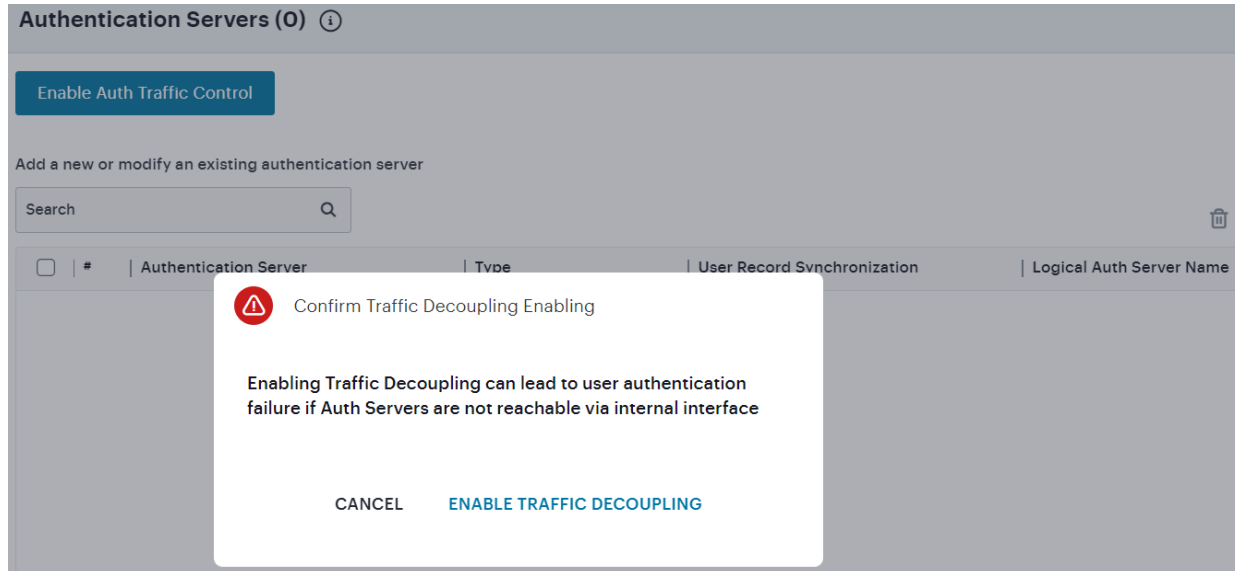 Authentication Servers (0)
Enable Auth Traffic Control
Add a new or modify an existing authentication server
Search
# | Authentication Server | Type | User Record Synchronization | Logical Auth Server Name
Confirm Traffic Decoupling Enabling
Enabling Traffic Decoupling can lead to user authentication
failure if Auth Servers are not reachable via internal interface
CANCEL ENABLE TRAFFIC DECOUPLING